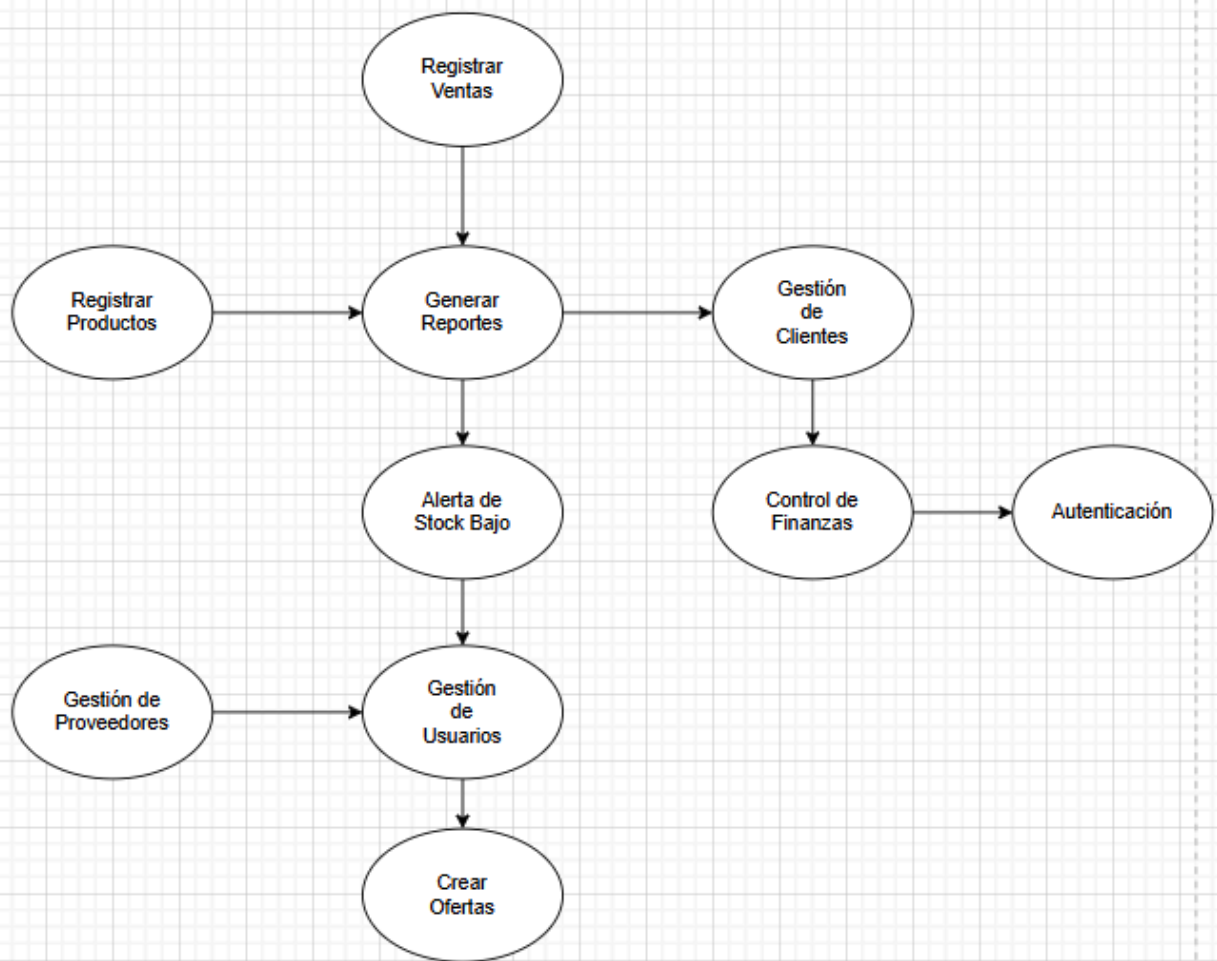 Registrar
Ventas
Registrar
Productos
Generar
Reportes
Gestión
de
Clientes
Alerta de
Stock Bajo
Control de
Finanzas
Autenticación
Gestión de
Proveedores
Gestión
de
Usuarios
Crear
Ofertas